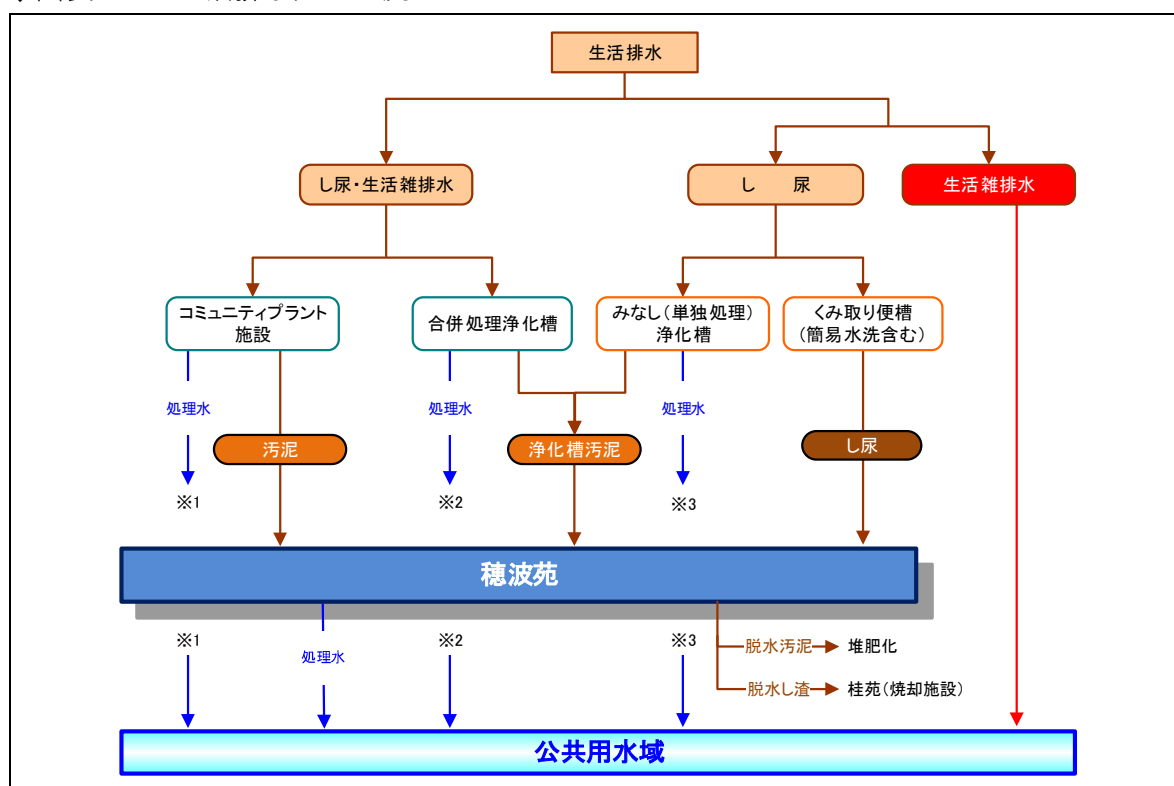 生活排水
し尿・生活雑排水
し 尿
生活雑排水
コミュニティプラント
施設
合併処理浄化槽
みなし(単独処理)
浄化槽
くみ取り便槽
(簡易水洗含む)
処理水
処理水
処理水
汚泥
浄化槽汚泥
し尿
※1
※2
※3
穂波苑
※1
処理水
※2
※3
脱水汚泥
堆肥化
脱水し渣
桂苑(焼却施設)
公共用水域